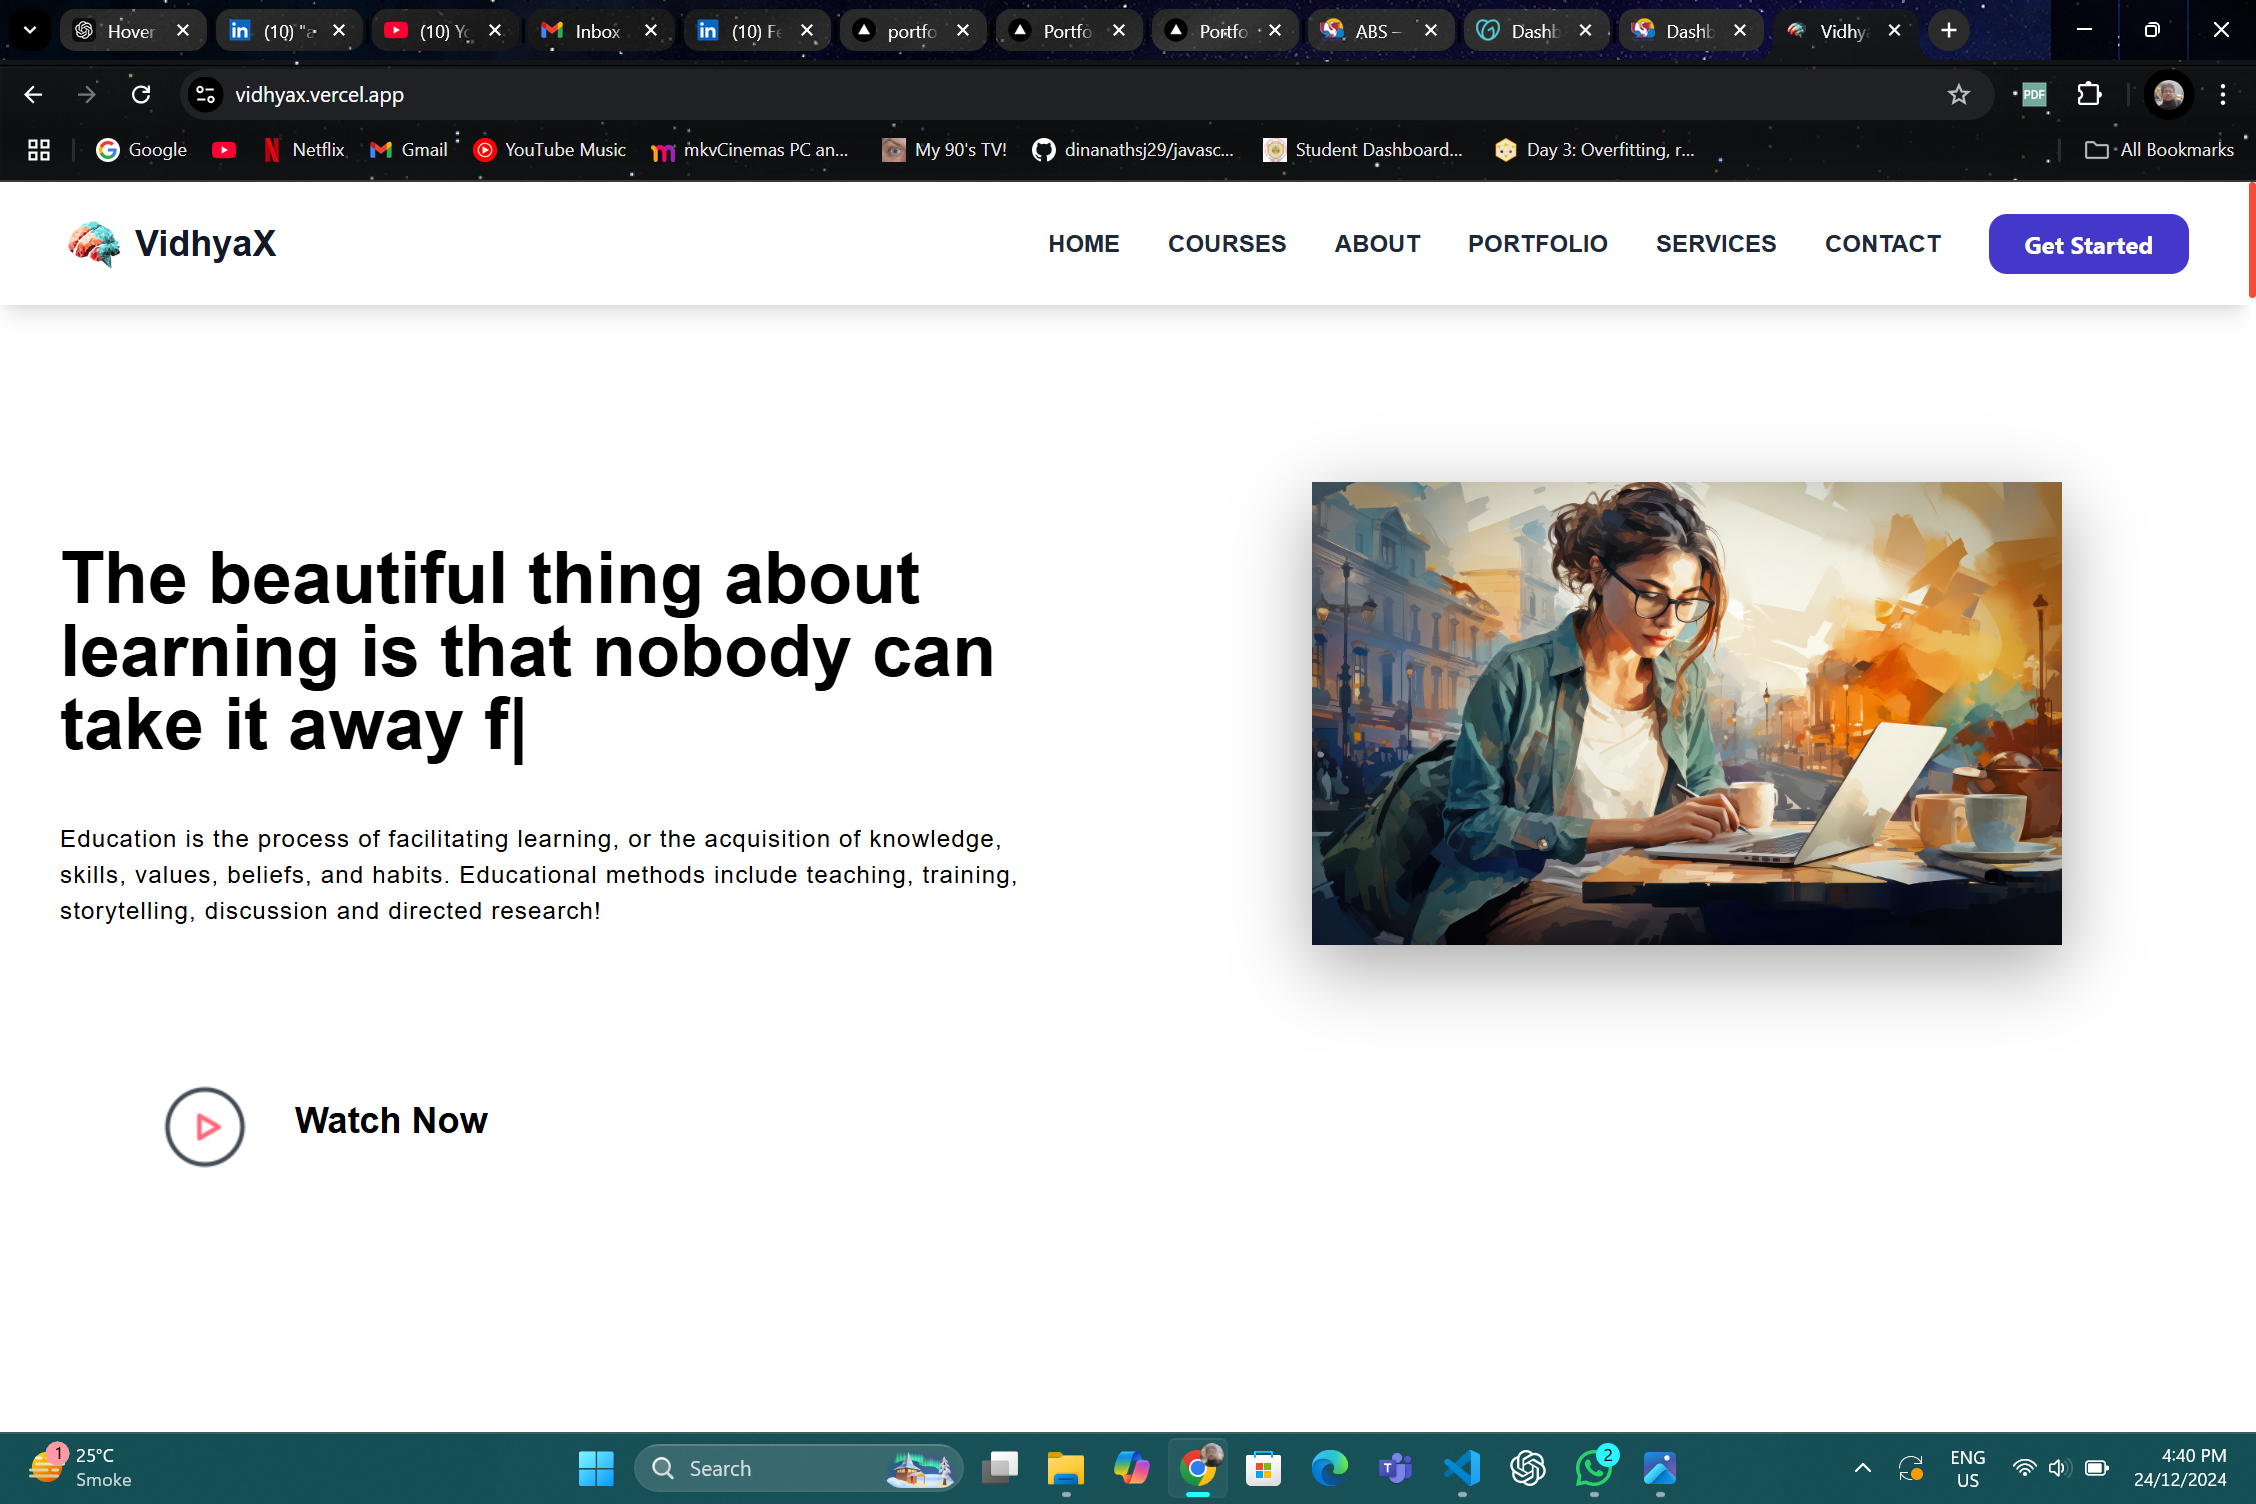 Hover
(10) "a
(10) Yo
Inbox
(10) Fe
portfo
Portfo
Portfo
ABS –
Dashb
Dashb
Vidhy
vidhyax.vercel.app
PDF
Google
Netflix
Gmail
YouTube Music
mkvCinemas PC an...
My 90's TV!
dinanathsj29/javasc...
Student Dashboard...
Day 3: Overfitting, r...
All Bookmarks
VidhyaX
HOME COURSES ABOUT PORTFOLIO SERVICES CONTACT Get Started
The beautiful thing about
learning is that nobody can
take it away f|
Education is the process of facilitating learning, or the acquisition of knowledge,
skills, values, beliefs, and habits. Educational methods include teaching, training,
storytelling, discussion and directed research!
Watch Now
1
25°C
Smoke
Search
2
ENG
US
4:40 PM
24/12/2024